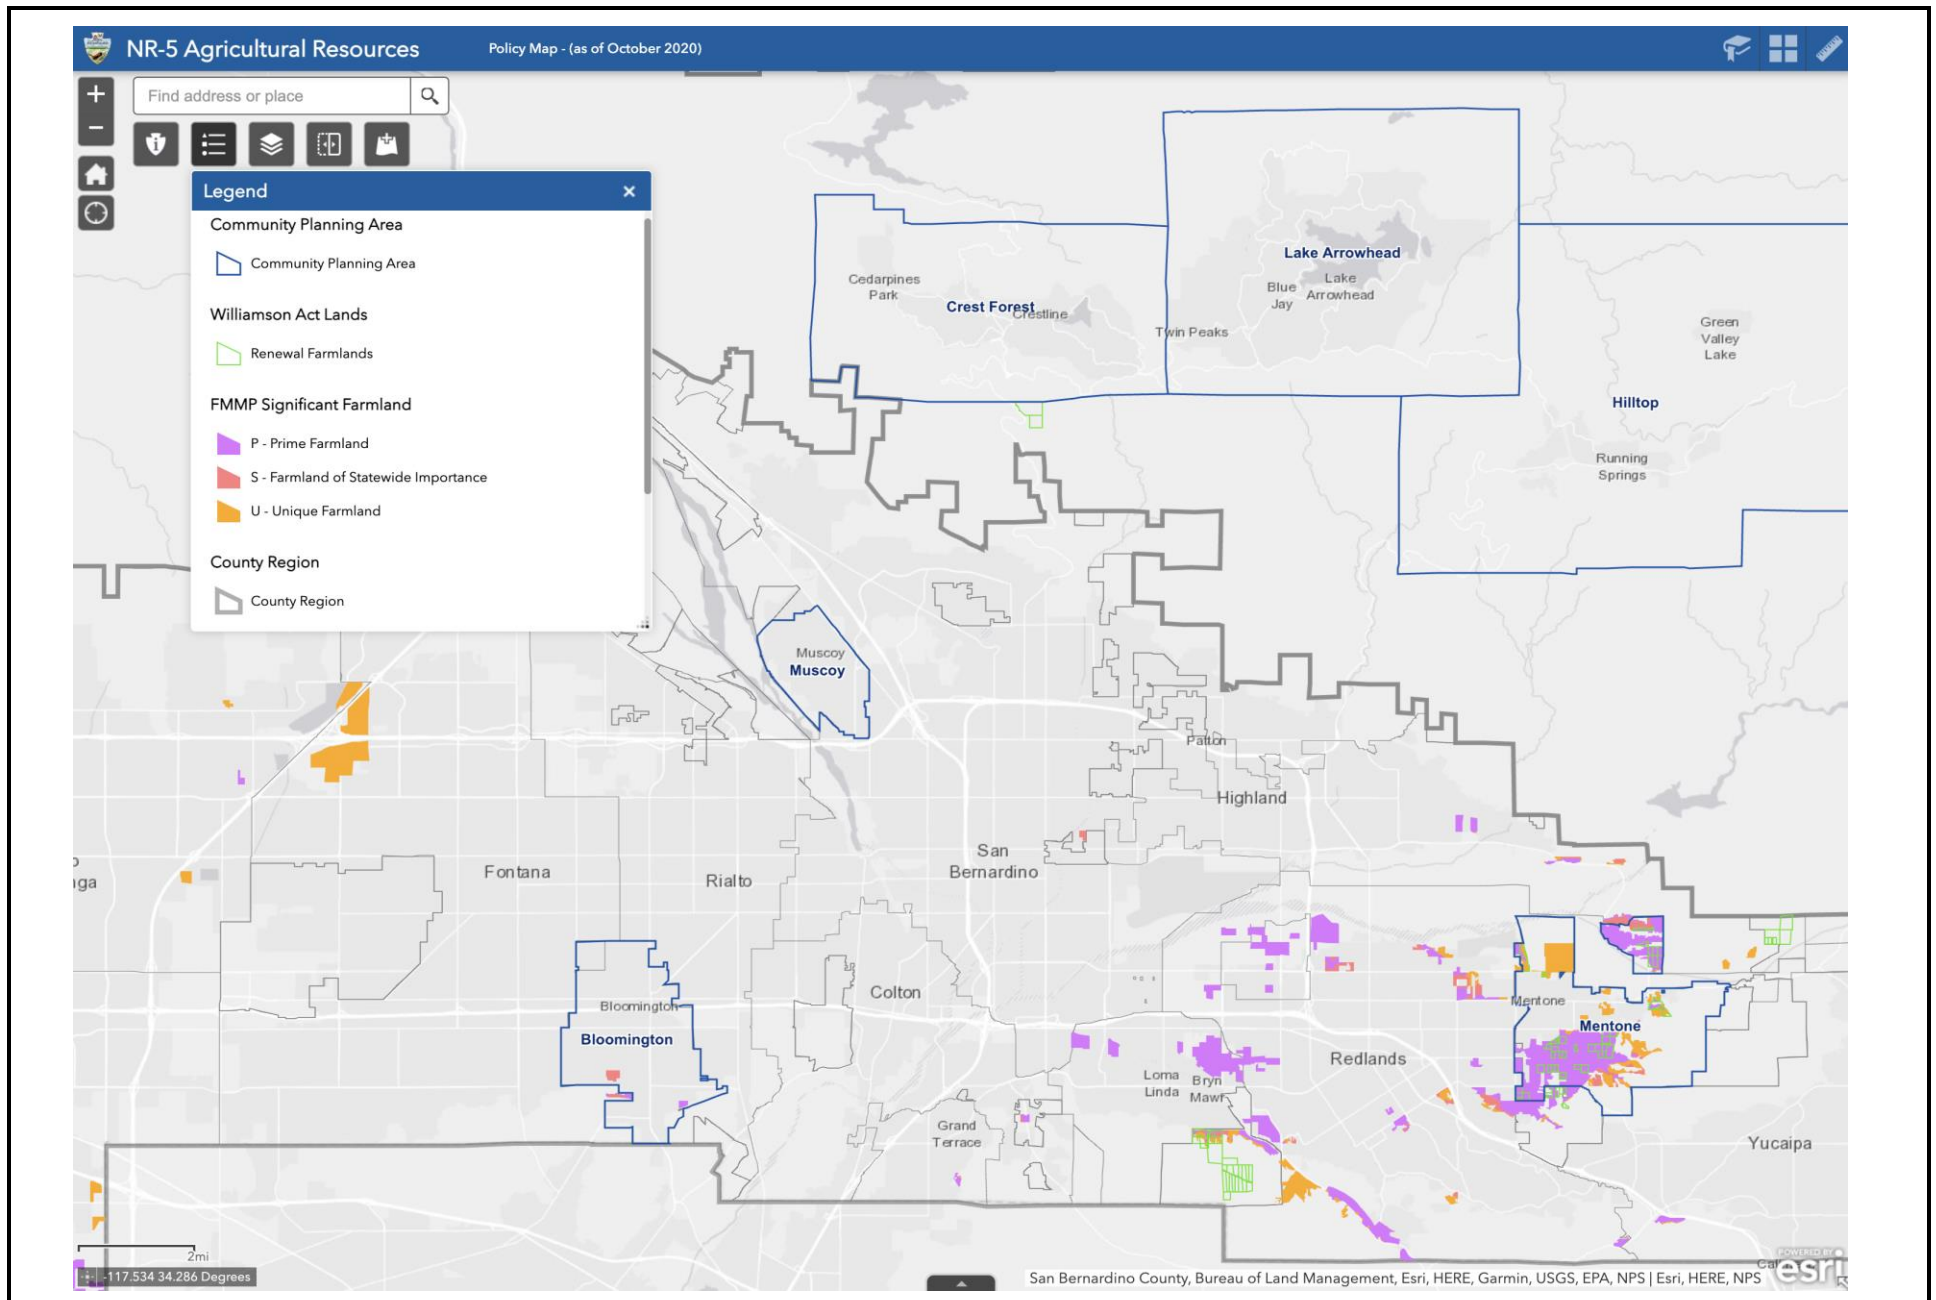 NR-5 Agricultural Resources
Policy Map - (as of October 2020)
Find address or place
Legend
Community Planning Area
Community Planning Area
Williamson Act Lands
Renewal Farmlands
FMMP Significant Farmland
P - Prime Farmland
S - Farmland of Statewide Importance
U - Unique Farmland
County Region
County Region
Lake Arrowhead
Lake
Arrowhead
Blue
Jay
Cedarpines
Park
Crest Forest
Crestline
Twin Peaks
Green
Valley
Lake
Hilltop
Running
Springs
Muscoy
Muscoy
Patton
Highland
San
Bernardino
Fontana
Rialto
nga
Colton
Bloomington
Bloomington
Mentone
Mentone
Redlands
Loma
Linda
Bryn
Mawr
Grand
Terrace
Yucaipa
2mi
-117.534 34.286 Degrees
San Bernardino County, Bureau of Land Management, Esri, HERE, Garmin, USGS, EPA, NPS | Esri, HERE, NPS
POWERED BY
esri